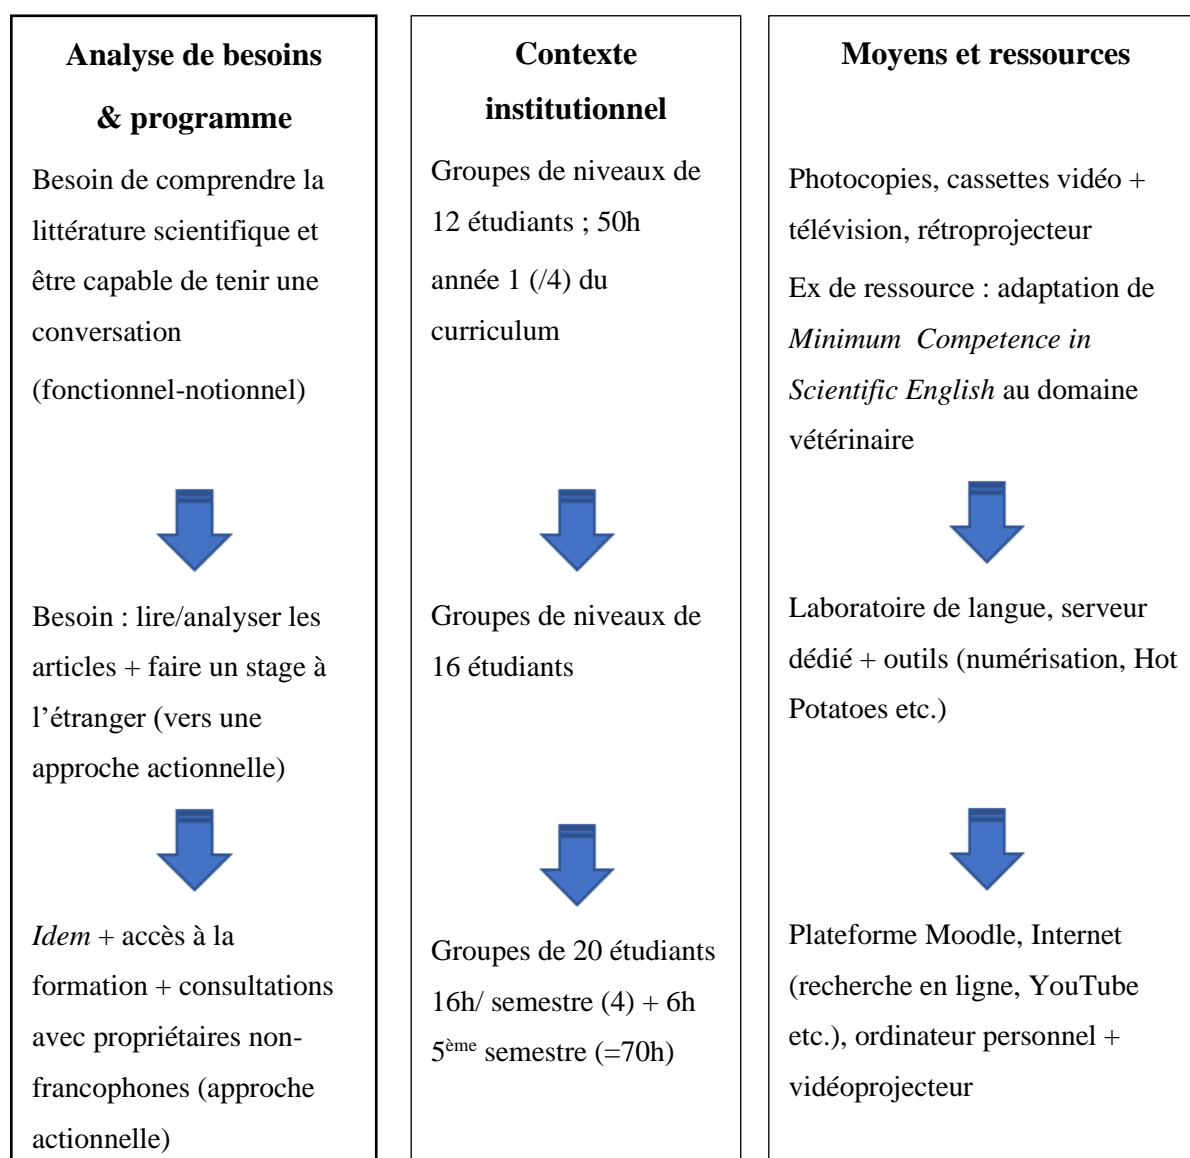 Analyse de besoins
& programme
Besoin de comprendre la
littérature scientifique et
être capable de tenir une
conversation
(fonctionnel-notionnel)
Besoin : lire/analyser les
articles + faire un stage à
l’étranger (vers une
approche actionnelle)
Idem + accès à la
formation + consultations
avec propriétaires non-
francophones (approche
actionnelle)
Contexte
institutionnel
Groupes de niveaux de
12 étudiants ; 50h
année 1 (/4) du
curriculum
Groupes de niveaux de
16 étudiants
Groupes de 20 étudiants
16h/ semestre (4) + 6h
5ème semestre (=70h)
Moyens et ressources
Photocopies, cassettes vidéo +
télévision, rétroprojecteur
Ex de ressource : adaptation de
Minimum Competence in
Scientific English au domaine
vétérinaire
Laboratoire de langue, serveur
dédié + outils (numérisation, Hot
Potatoes etc.)
Plateforme Moodle, Internet
(recherche en ligne, YouTube
etc.), ordinateur personnel +
vidéoprojecteur